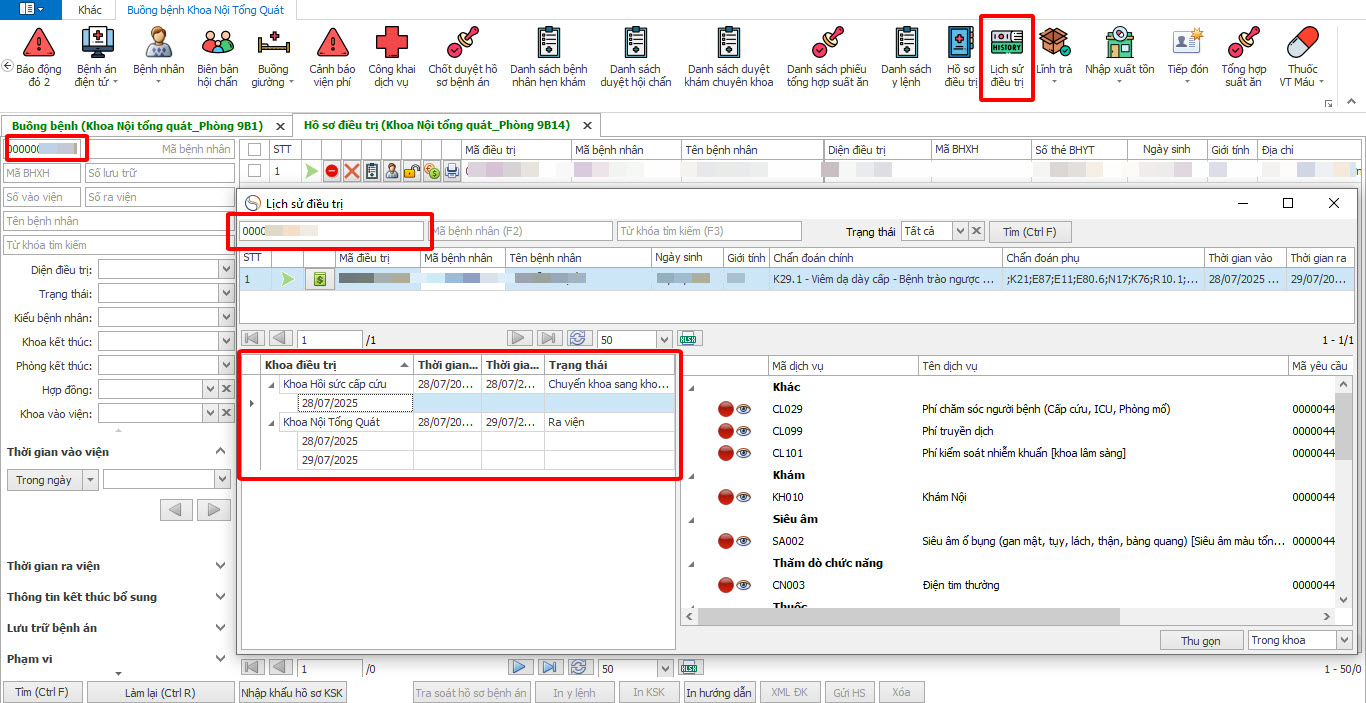 Khác
Buồng bệnh Khoa Nội Tổng Quát
Báo động đỏ 2
Bệnh án điện tử
Bệnh nhân
Biên bản hội chẩn
Buồng giường
Cảnh báo viện phí
Công khai dịch vụ
Chốt duyệt hồ sơ bệnh án
Danh sách bệnh nhân hẹn khám
Danh sách duyệt hội chẩn
Danh sách duyệt khám chuyên khoa
Danh sách phiếu tổng hợp suất ăn
Danh sách y lệnh
Hồ sơ điều trị
HISTORY
Lịch sử điều trị
Lĩnh trả
Nhập xuất tồn
Tiếp đón
Tổng hợp suất ăn
Thuốc VT Máu
Buồng bệnh (Khoa Nội tổng quát_Phòng 9B1)
Hồ sơ điều trị (Khoa Nội tổng quát_Phòng 9B14)
000000
Mã bệnh nhân
STT
Mã điều trị
Mã bệnh nhân
Tên bệnh nhân
Diện điều trị
Mã BHXH
Số thẻ BHYT
Ngày sinh
Giới tính
Địa chỉ
1
Mã BHXH
Số lưu trữ
Số vào viện
Số ra viện
Tên bệnh nhân
Từ khóa tìm kiếm
Diện điều trị:
Trạng thái:
Kiểu bệnh nhân:
Khoa kết thúc:
Phòng kết thúc:
Hợp đồng:
Khoa vào viện:
Thời gian vào viện
Trong ngày
Thời gian ra viện
Thông tin kết thúc bổ sung
Lưu trữ bệnh án
Phạm vi
Lịch sử điều trị
0000
Mã bệnh nhân (F2)
Từ khóa tìm kiếm (F3)
Trạng thái
Tất cả
Tìm (Ctrl F)
STT
Mã điều trị
Mã bệnh nhân
Tên bệnh nhân
Ngày sinh
Giới tính
Chẩn đoán chính
Chẩn đoán phụ
Thời gian vào
Thời gian ra
1
K29.1 - Viêm dạ dày cấp - Bệnh trào ngược ...
;K21;E87;E11;E80.6;N17;K76;R10.1;...
28/07/2025 ...
29/07/20...
1
/1
50
XLSX
1 - 1/1
Khoa điều trị
Thời gian...
Thời gia...
Trạng thái
Khoa Hồi sức cấp cứu
28/07/20...
28/07/2...
Chuyển khoa sang kho...
28/07/2025
Khoa Nội Tổng Quát
28/07/20...
29/07/2...
Ra viện
28/07/2025
29/07/2025
Mã dịch vụ
Tên dịch vụ
Mã yêu cầu
Khác
CL029
Phí chăm sóc người bệnh (Cấp cứu, ICU, Phòng mổ)
0000044
CL099
Phí truyền dịch
0000044
CL101
Phí kiểm soát nhiễm khuẩn [khoa lâm sàng]
0000044
Khám
KH010
Khám Nội
0000044
Siêu âm
SA002
Siêu âm ổ bụng (gan mật, tụy, lách, thận, bàng quang) [Siêu âm màu tổn...
0000044
Thăm dò chức năng
CN003
Điện tim thường
0000044
Thuốc
Thu gọn
Trong khoa
1
/0
50
XLSX
1 - 50/0
Tìm (Ctrl F)
Làm lại (Ctrl R)
Nhập khẩu hồ sơ KSK
Tra soát hồ sơ bệnh án
In y lệnh
In KSK
In hướng dẫn
XML ĐK
Gửi HS
Xóa